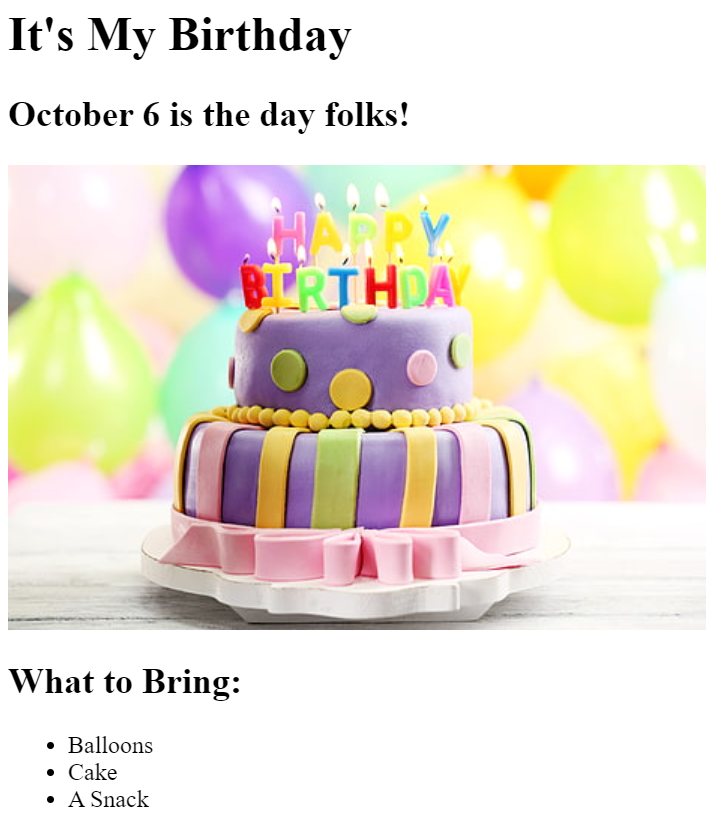 It's My Birthday
October 6 is the day folks!
HAPPY
BIRTHDAY
What to Bring:
Balloons
Cake
A Snack